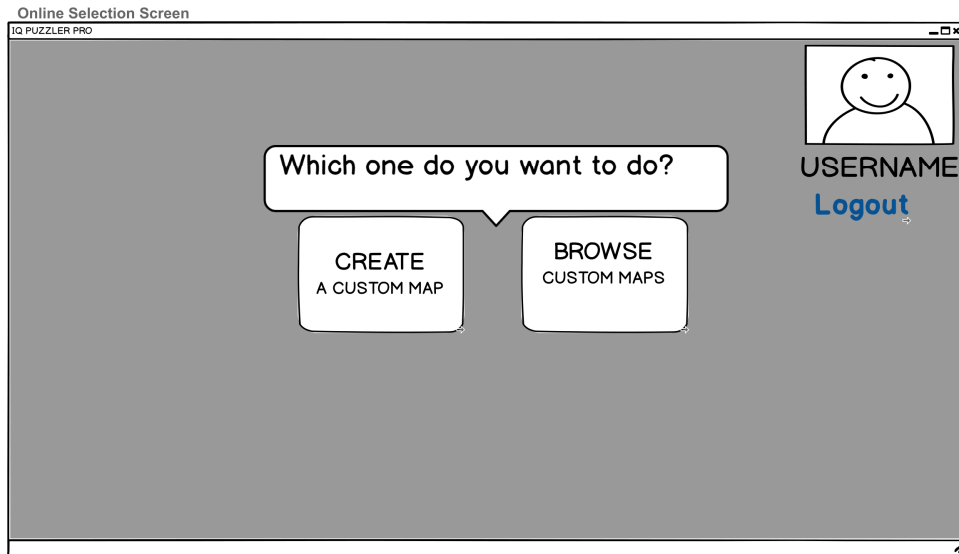 Online Selection Screen
IQ PUZZLER PRO
USERNAME
Logout
Which one do you want to do?
CREATE
A CUSTOM MAP
BROWSE
CUSTOM MAPS